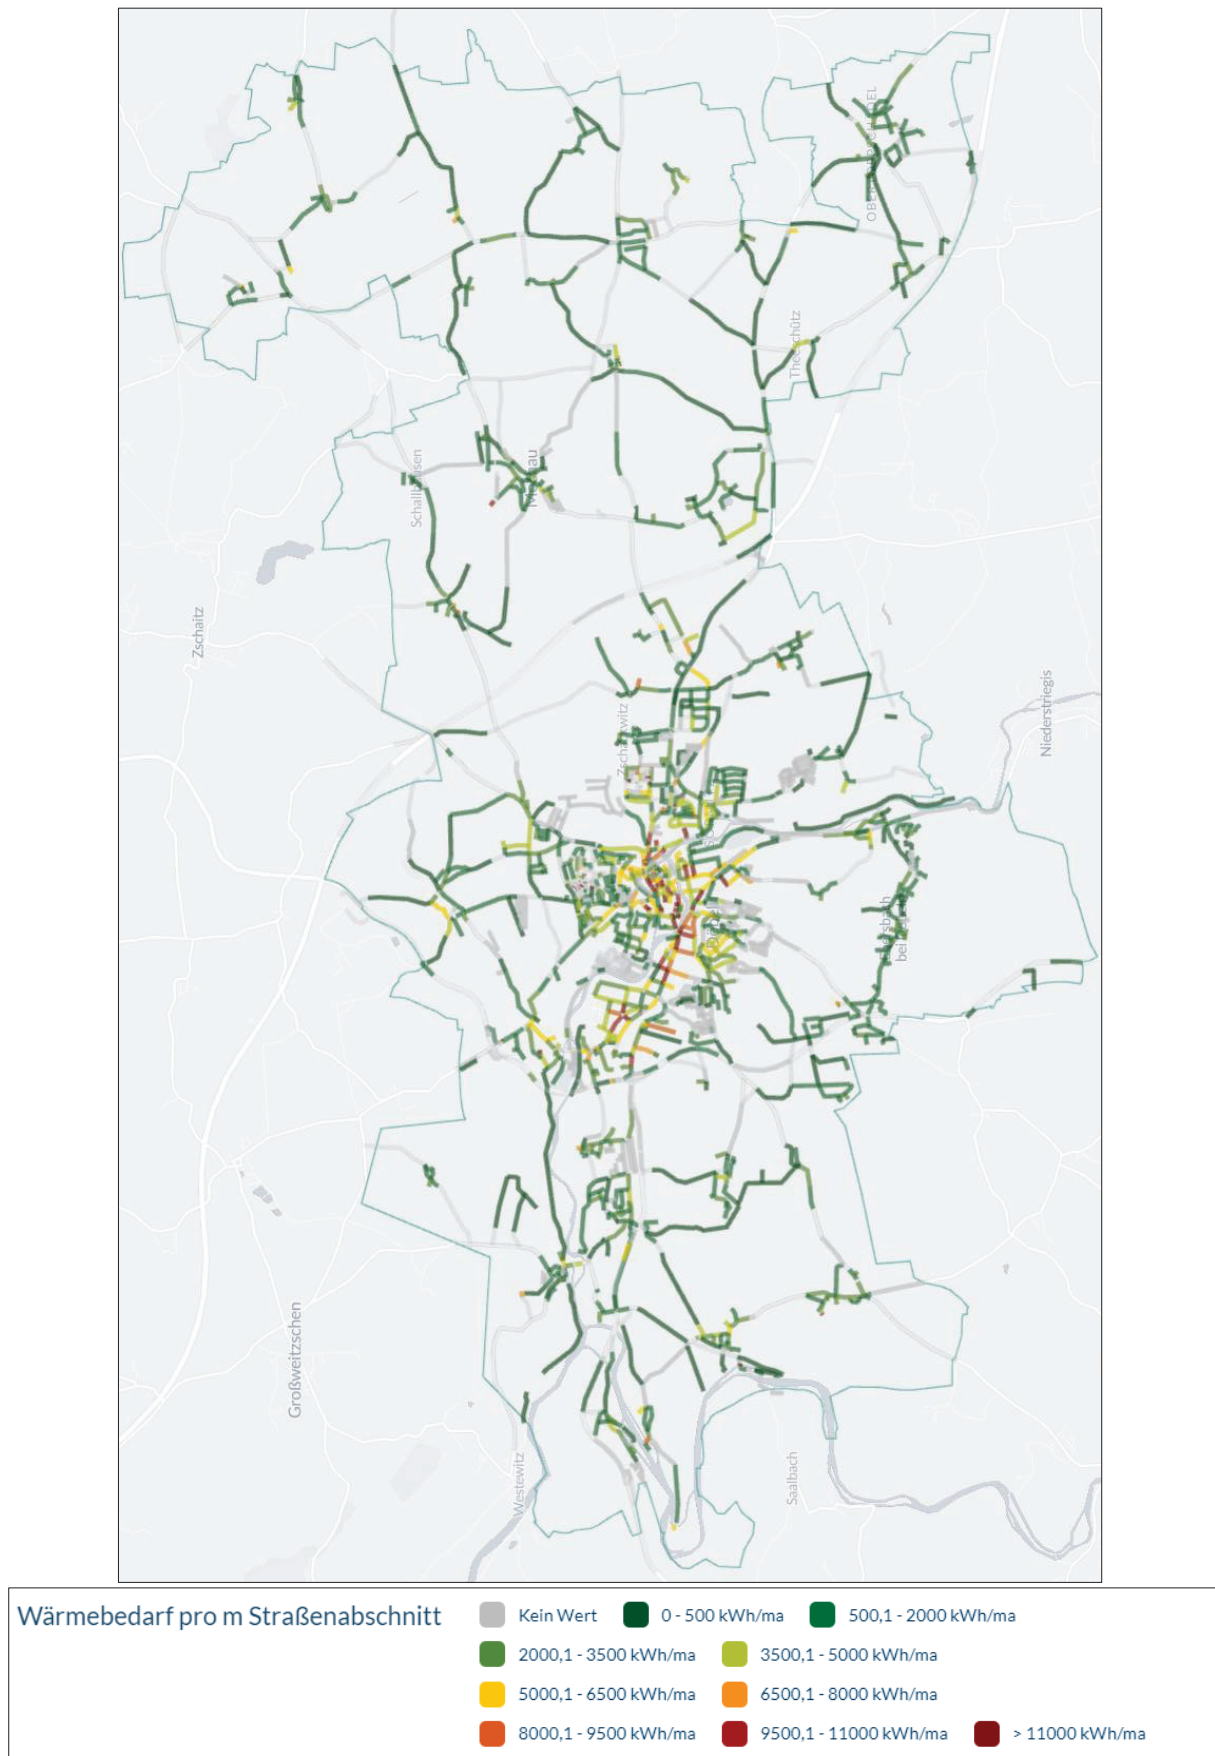 Theeschütz
Schallhausen
Zschaitz
Niederstriegis
Großweitzschen
Westewitz
Saalbach
Wärmebedarf pro m Straßenabschnitt
Kein Wert
0 - 500 kWh/ma
500,1 - 2000 kWh/ma
2000,1 - 3500 kWh/ma
3500,1 - 5000 kWh/ma
5000,1 - 6500 kWh/ma
6500,1 - 8000 kWh/ma
8000,1 - 9500 kWh/ma
9500,1 - 11000 kWh/ma
> 11000 kWh/ma